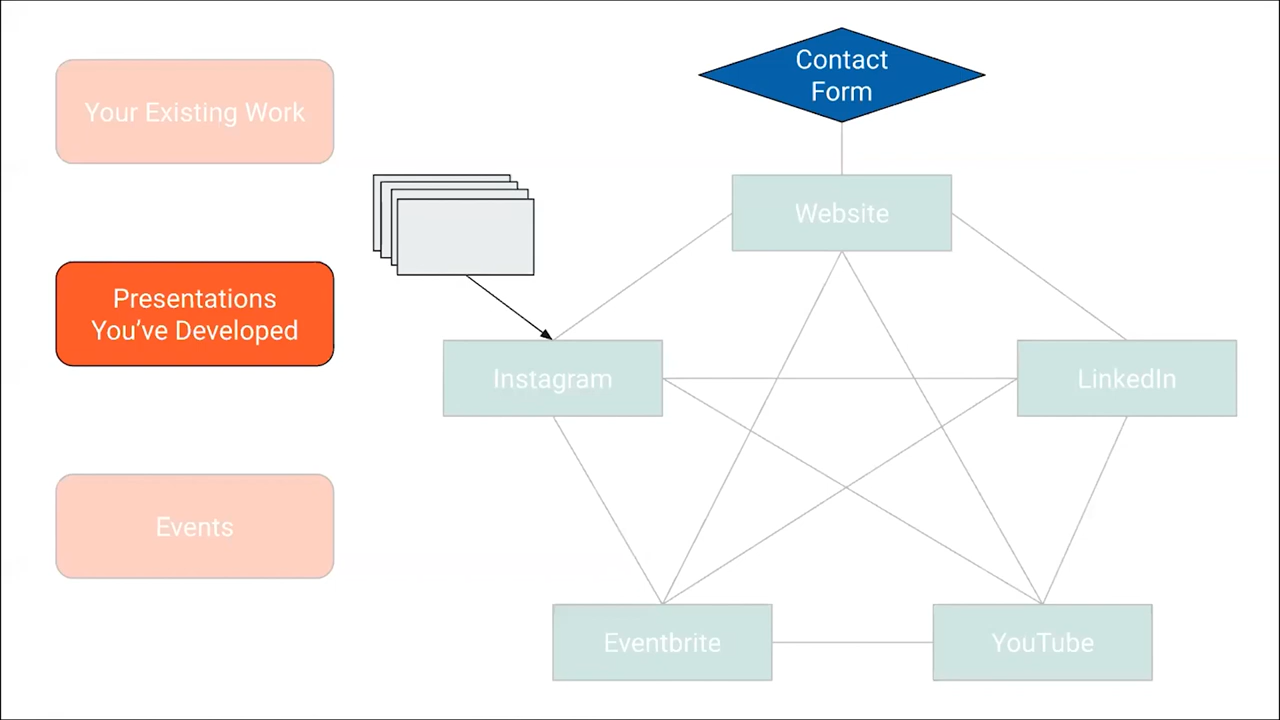 Contact
Form
Your Existing Work
Website
Presentations
You’ve Developed
Instagram
LinkedIn
Events
Eventbrite
YouTube